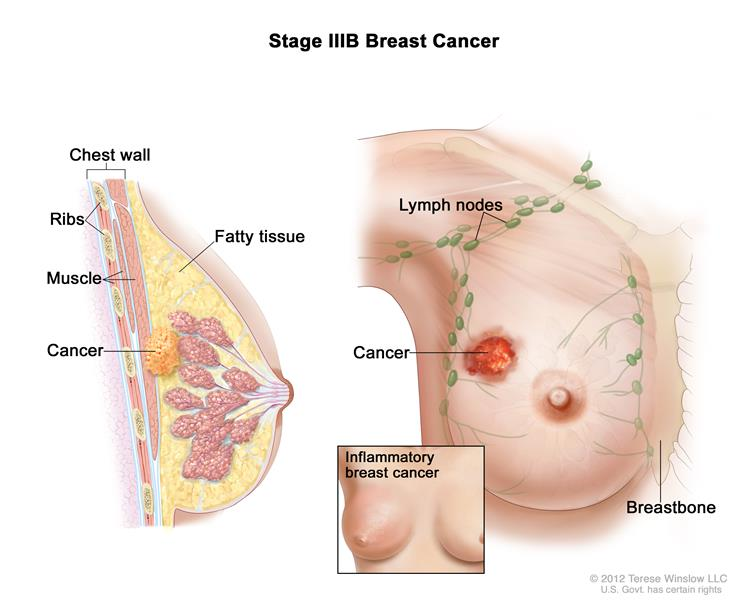 Stage IIIB Breast Cancer
Chest wall
Ribs
Fatty tissue
Muscle
Cancer
Lymph nodes
Cancer
Inflammatory
breast cancer
Breastbone
© 2012 Terese Winslow LLC
U.S. Govt. has certain rights